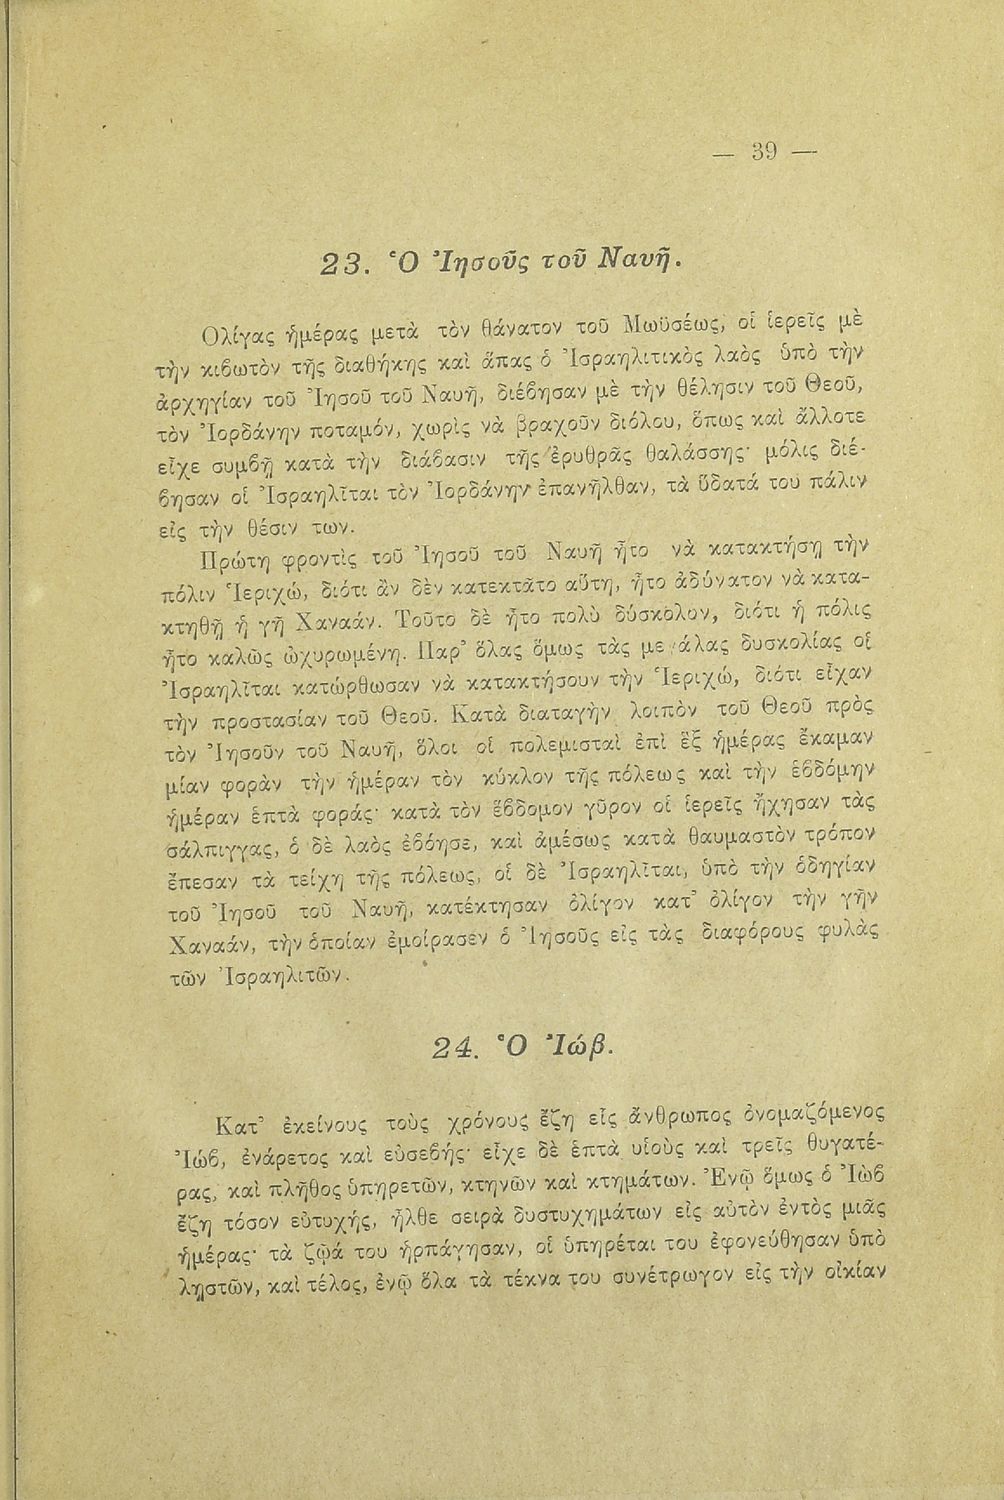 — 39 —
23. Ὁ Ἰησοῦς τοῦ Ναυῆ.
Ολίγας ἡμέρας μετὰ τὸν θάνατον τοῦ Μωϋσέως, οἱ ἱερεῖς μὲ
τὴν κιβωτὸν τῆς διαθήκης καὶ ἅπας ὁ Ἰσραηλιτικὸς λαὸς ὑπὸ τὴν
ἀρχηγίαν τοῦ Ἰησοῦ τοῦ Ναυῆ, διέβησαν μὲ τὴν θέλησιν τοῦ Θεοῦ,
τὸν Ἰορδάνην ποταμόν, χωρὶς νὰ βραχοῦν διόλου, ὅπως καὶ ἄλλοτε
εἶχε συμβῆ κατὰ τὴν διάβασιν τῆς ἐρυθρᾶς θαλάσσης· μόλις διέ-
βησαν οἱ Ἰσραηλῖται τὸν Ἰορδάνην ἐπανῆλθαν, τὰ ὕδατά του πάλιν
εἰς τὴν θέσιν των.
Πρώτη φροντὶς τοῦ Ἰησοῦ τοῦ Ναυῆ ἦτο νὰ κατακτήσῃ τὴν
πόλιν Ἱεριχώ, διότι ἂν δὲν κατεκτᾶτο αὕτη, ἦτο ἀδύνατον νὰ κατα-
κτηθῇ ἡ γῆ Χαναάν. Τοῦτο δὲ ἦτο πολὺ δύσκολον, διότι ἡ πόλις
ἦτο καλῶς ὠχυρωμένη. Παρ' ὅλας ὅμως τὰς με άλας δυσκολίας οἱ
Ἰσραηλῖται κατώρθωσαν νὰ κατακτήσουν τὴν Ἱεριχώ, διότι εἶχαν
τὴν προστασίαν τοῦ Θεοῦ. Κατὰ διαταγὴν λοιπὸν τοῦ Θεοῦ πρὸς
τὸν Ἰησοῦν τοῦ Ναυῆ, ὅλοι οἱ πολεμισταὶ ἐπὶ ἓξ ἡμέρας ἔκαμαν
μίαν φορὰν τὴν ἡμέραν τὸν κύκλον τῆς πόλεως καὶ τὴν ἑβδόμην
ἡμέραν ἑπτὰ φοράς· κατὰ τὸν ἕβδομον γῦρον οἱ ἱερεῖς ἤχησαν τὰς
σάλπιγγας, ὁ δὲ λαὸς ἐβόησε, καὶ ἀμέσως κατὰ θαυμαστὸν τρόπον
ἔπεσαν τὰ τείχη τῆς πόλεως, οἱ δὲ Ἰσραηλῖται, ὑπὸ τὴν ὁδηγίαν
τοῦ Ἰησοῦ τοῦ Ναυῆ, κατέκτησαν ὀλίγον κατ' ὀλίγον τὴν γῆν
Χαναάν, τὴν ὁποίαν ἐμοίρασεν ὁ Ἰησοῦς εἰς τὰς διαφόρους φυλὰς
τῶν Ἰσραηλιτῶν.
24. Ὁ Ἰώβ.
Κατ' ἐκείνους τοὺς χρόνους ἔζη εἷς ἄνθρωπος ὀνομαζόμενος
Ἰώβ, ἐνάρετος καὶ εὐσεβής· εἶχε δὲ ἑπτὰ υἱοὺς καὶ τρεῖς θυγατέ-
ρας, καὶ πλῆθος ὑπηρετῶν, κτηνῶν καὶ κτημάτων. Ἐνῷ ὅμως ὁ Ἰὼβ
ἔζη τόσον εὐτυχής, ἦλθε σειρὰ δυστυχημάτων εἰς αὐτὸν ἐντὸς μιᾶς
ἡμέρας· τὰ ζῷά του ἡρπάγησαν, οἱ ὑπηρέται του ἐφονεύθησαν ὑπὸ
λῃστῶν, καὶ τέλος, ἐνῷ ὅλα τὰ τέκνα του συνέτρωγον εἰς τὴν οἰκίαν